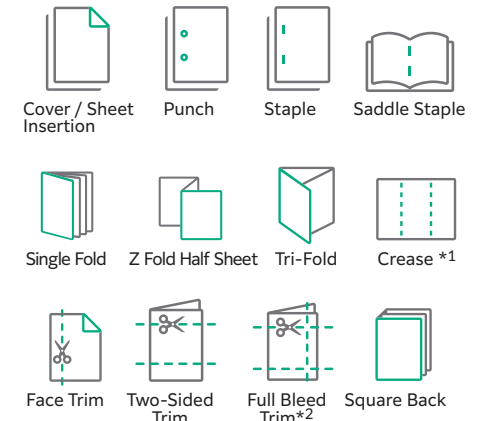 Cover / Sheet
Insertion
Punch
Staple
Saddle Staple
Single Fold
Z Fold Half Sheet
Tri-Fold
Crease *1
Face Trim
Two-Sided
Trim
Full Bleed
Trim*2
Square Back